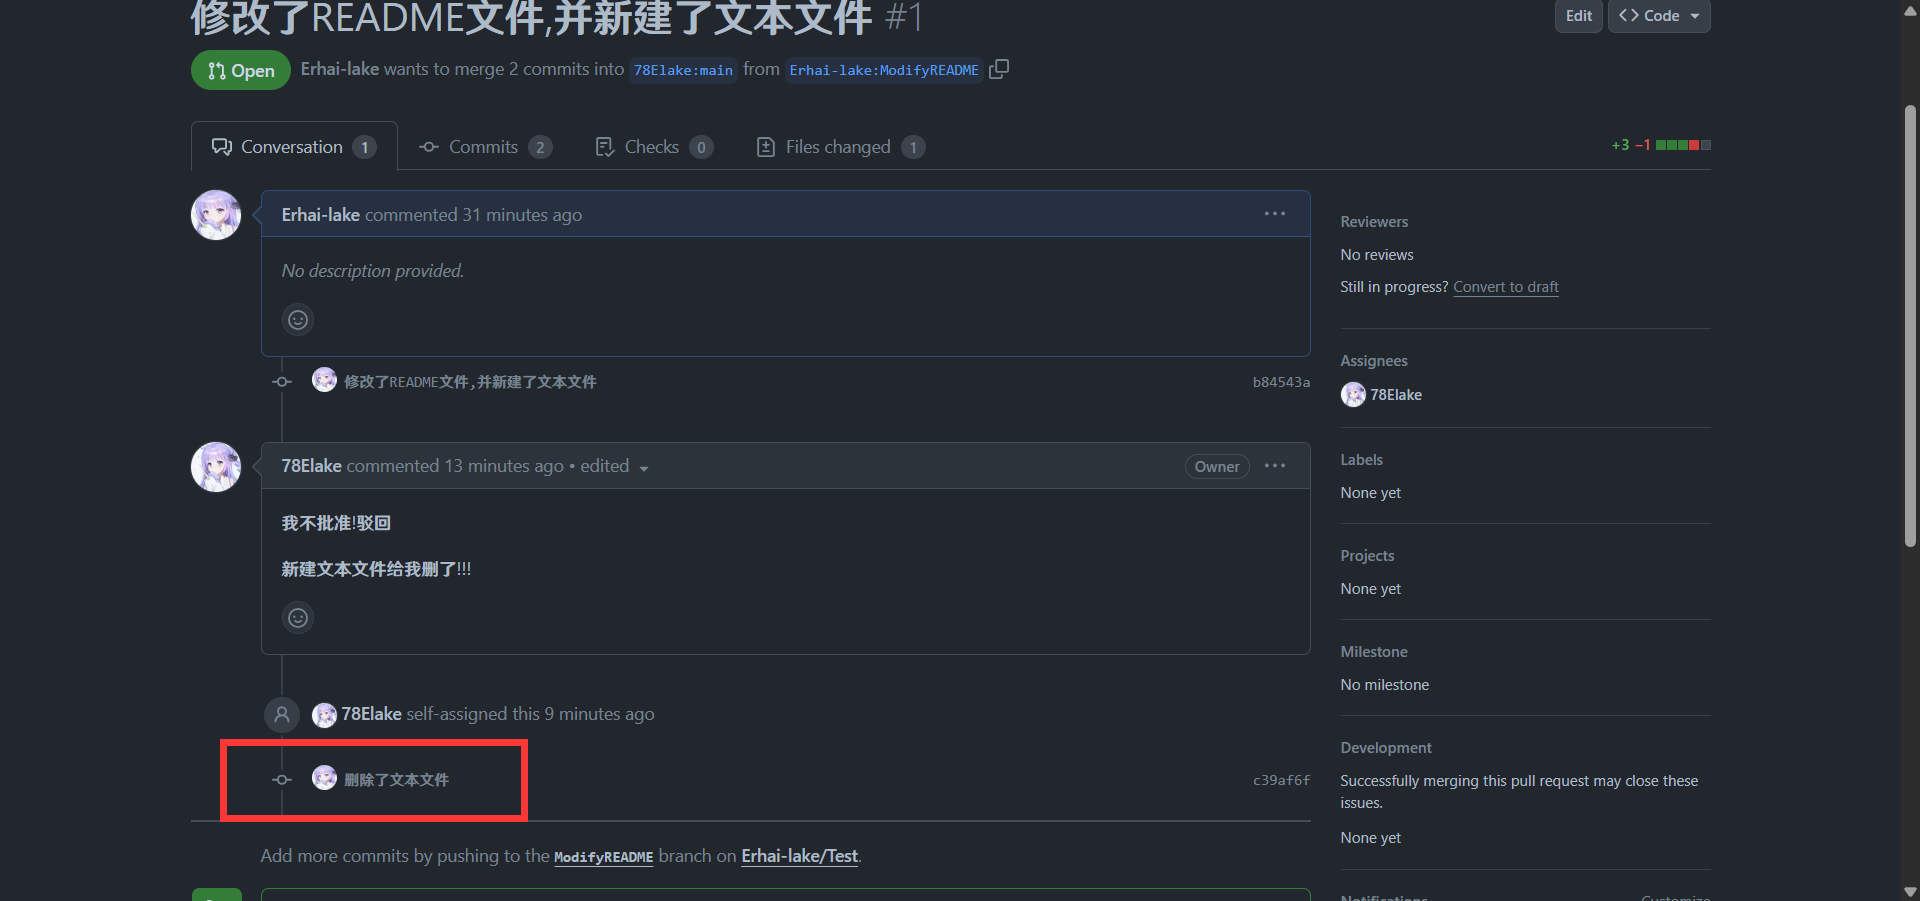 修改了README文件,并新建了文本文件 #1
Edit
Code
Open
Erhai-lake wants to merge 2 commits into 78Elake:main from Erhai-lake:ModifyREADME
Conversation 1
Commits 2
Checks 0
Files changed 1
+3 −1
Erhai-lake commented 31 minutes ago
No description provided.
修改了README文件,并新建了文本文件
b84543a
78Elake commented 13 minutes ago • edited
Owner
我不批准!驳回
新建文本文件给我删了!!!
78Elake self-assigned this 9 minutes ago
删除了文本文件
c39af6f
Add more commits by pushing to the ModifyREADME branch on Erhai-lake/Test.
Reviewers
No reviews
Still in progress? Convert to draft
Assignees
78Elake
Labels
None yet
Projects
None yet
Milestone
No milestone
Development
Successfully merging this pull request may close these
issues.
None yet
Notifications
Customize